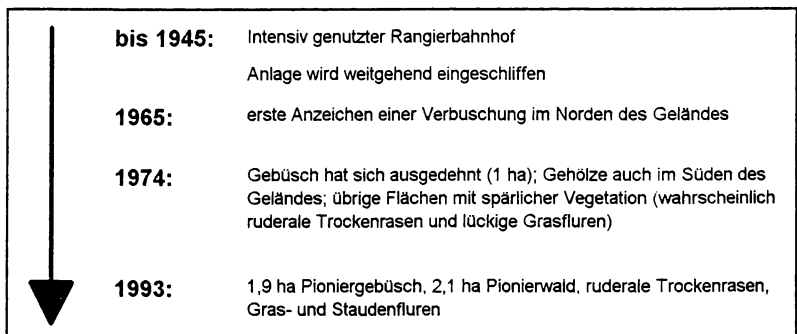 bis 1945: Intensiv genutzter Rangierbahnhof
Anlage wird weitgehend eingeschliffen
1965: erste Anzeichen einer Verbuschung im Norden des Geländes
1974: Gebüsch hat sich ausgedehnt (1 ha); Gehölze auch im Süden des
Geländes; übrige Flächen mit spärlicher Vegetation (wahrscheinlich
ruderale Trockenrasen und lückige Grasfluren)
1993: 1,9 ha Pioniergebüsch, 2,1 ha Pionierwald, ruderale Trockenrasen,
Gras- und Staudenfluren